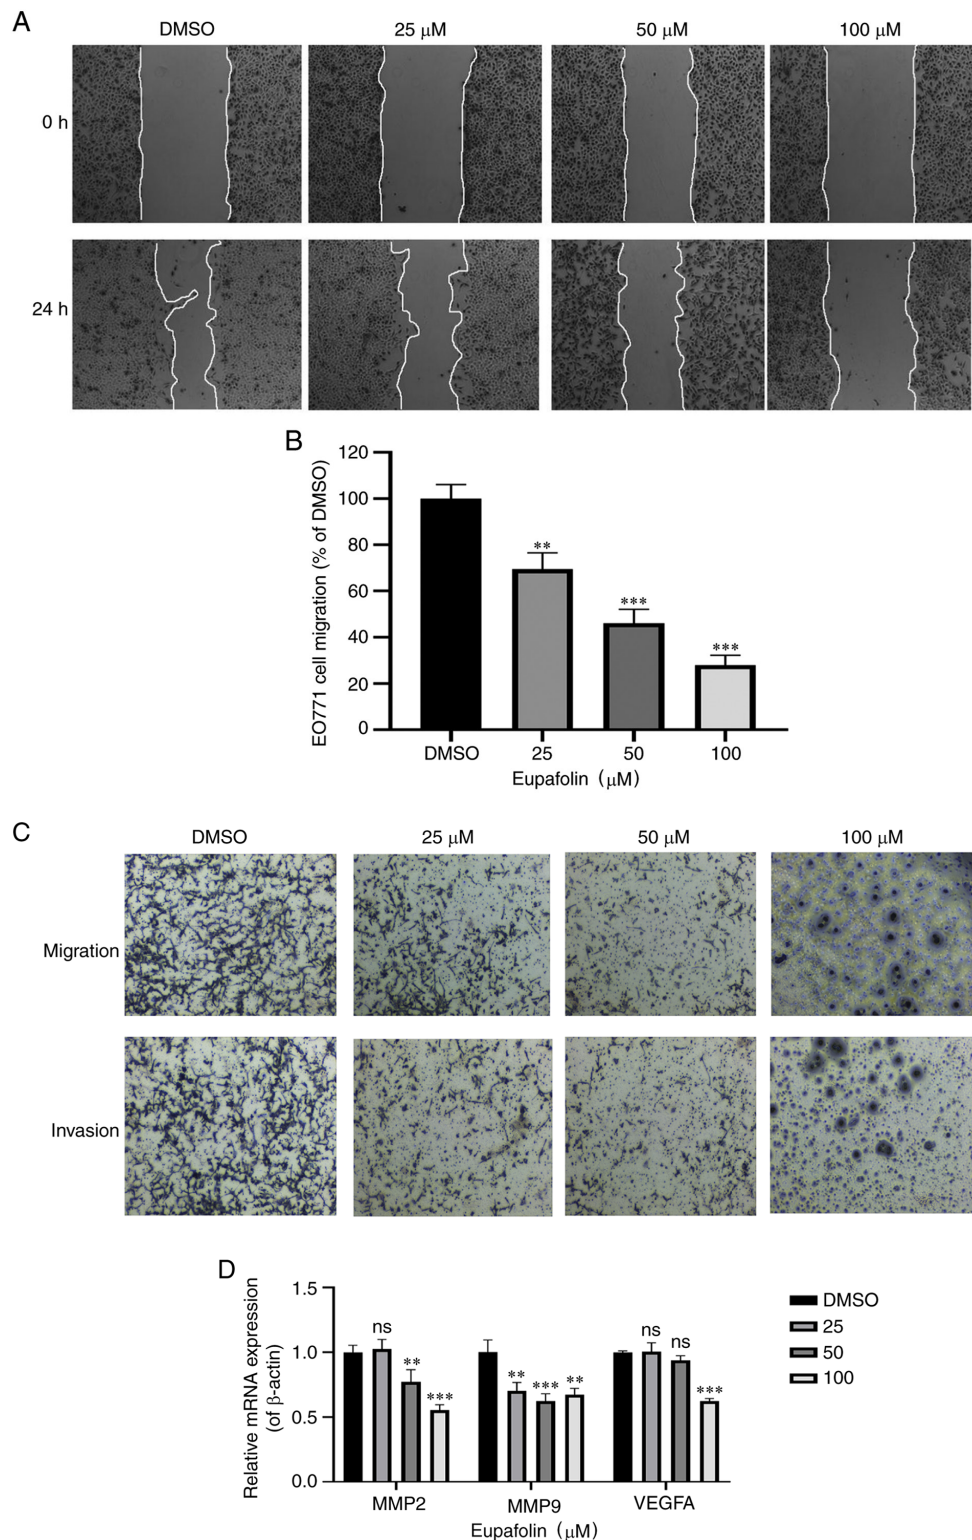 A
DMSO 25 μM 50 μM 100 μM
0 h
24 h
B
EO771 cell migration (% of DMSO)
120
100
80
60
40
20
0
**
***
***
DMSO 25 50 100
Eupafolin (μM)
C
DMSO 25 μM 50 μM 100 μM
Migration
Invasion
D
Relative mRNA expression
(of β-actin)
1.5
1.0
0.5
0.0
ns ** ***
** *** **
ns ns ***
MMP2 MMP9 VEGFA
Eupafolin (μM)
DMSO
25
50
100